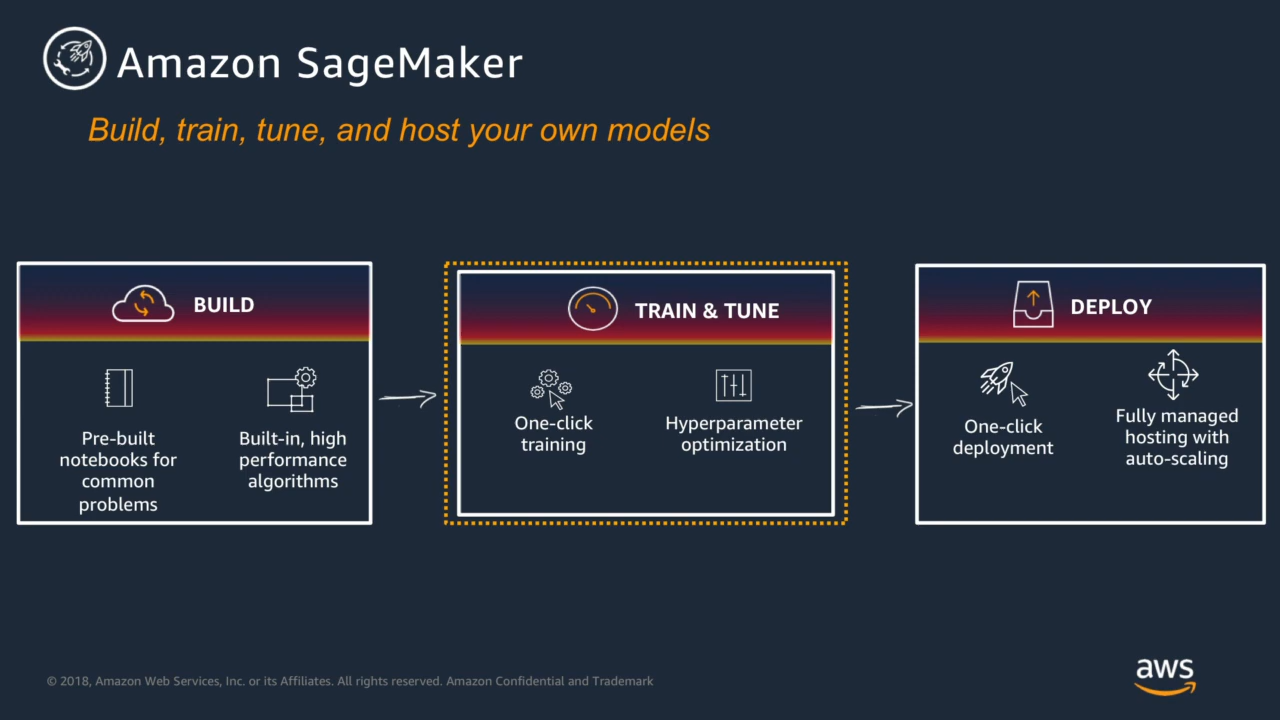 Amazon SageMaker
Build, train, tune, and host your own models
BUILD
Pre-built
notebooks for
common
problems
Built-in, high
performance
algorithms
TRAIN & TUNE
One-click
training
Hyperparameter
optimization
DEPLOY
One-click
deployment
Fully managed
hosting with
auto-scaling
© 2018, Amazon Web Services, Inc. or its Affiliates. All rights reserved. Amazon Confidential and Trademark
aws